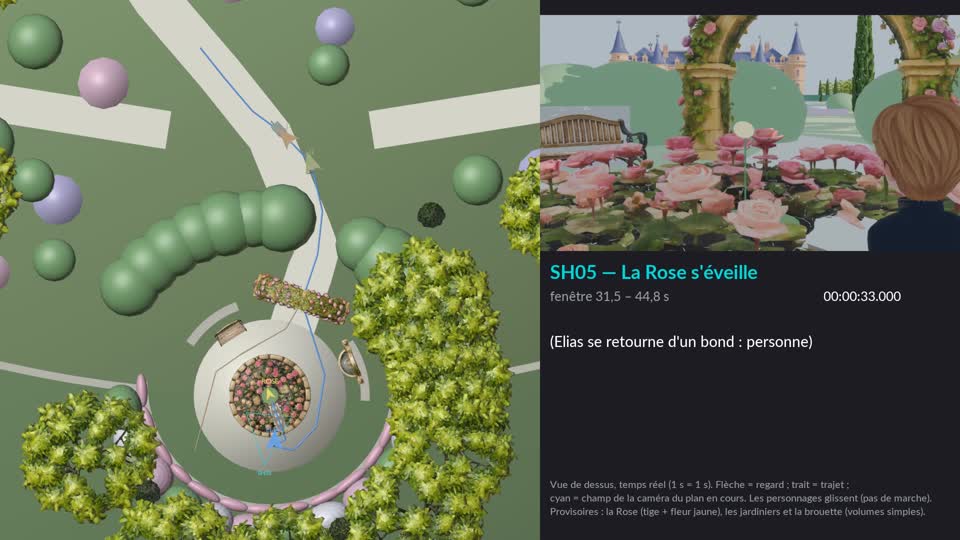 ROSE
SH05
SH05 — La Rose s'éveille
fenêtre 31,5 – 44,8 s
00:00:33.000
(Elias se retourne d'un bond : personne)
Vue de dessus, temps réel (1 s = 1 s). Flèche = regard ; trait = trajet ;
cyan = champ de la caméra du plan en cours. Les personnages glissent (pas de marche).
Provisoires : la Rose (tige + fleur jaune), les jardiniers et la brouette (volumes simples).